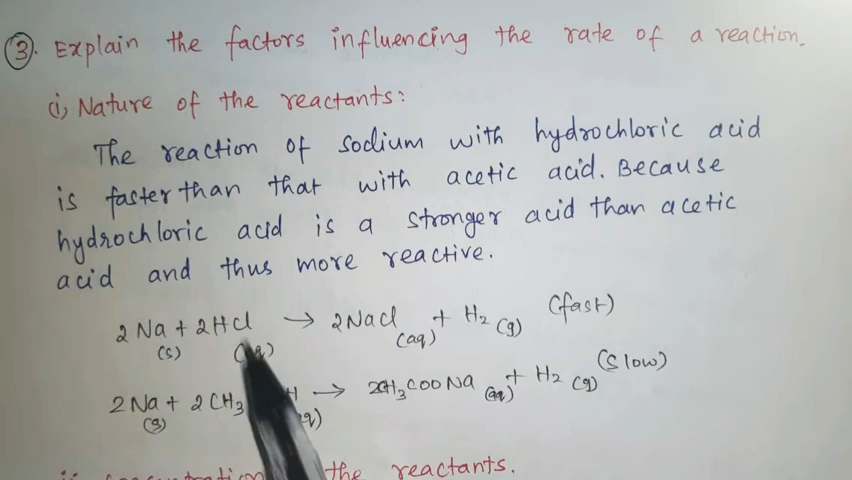 ③. Explain the factors influencing the rate of a reaction.
i, Nature of the reactants:
The reaction of sodium with hydrochloric acid
is faster than that with acetic acid. Because
hydrochloric acid is a stronger acid than acetic
acid and thus more reactive.
2Na(s) + 2HCl → 2NaCl(aq) + H2(g) (fast)
2Na(s) + 2CH3 → 2CH3COONa(aq) + H2(g) (Slow)
the reactants.